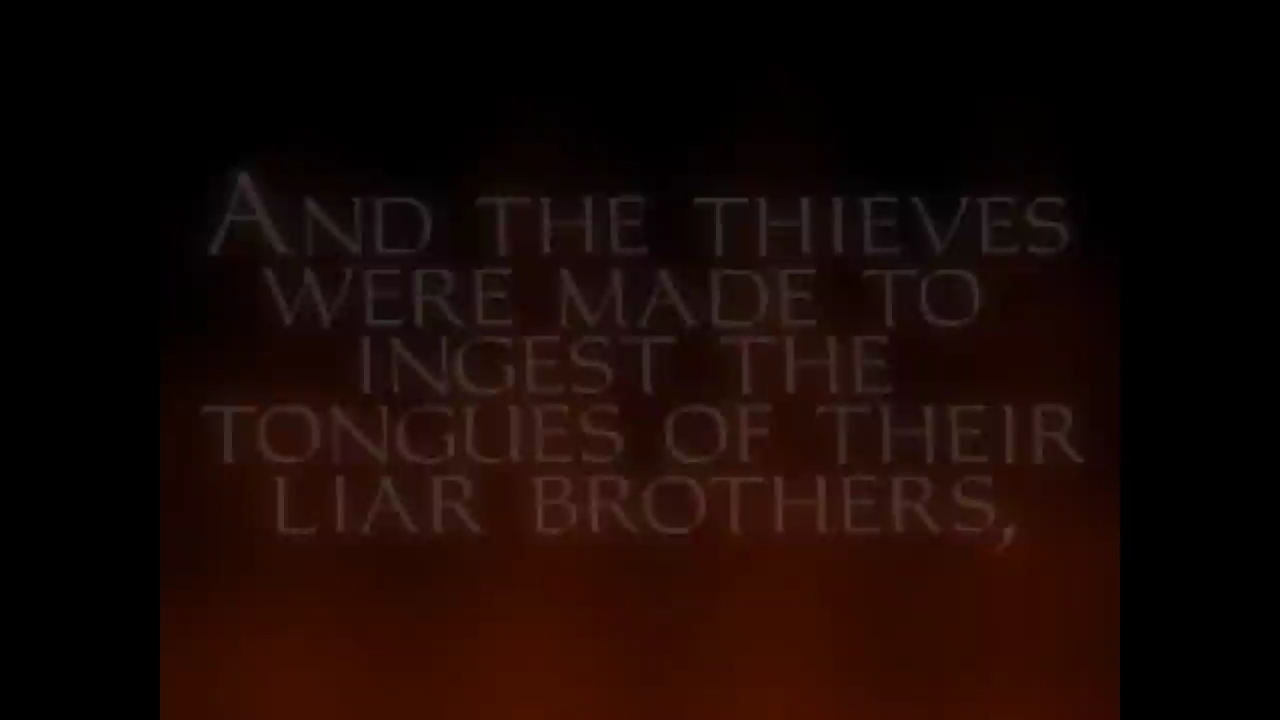 AND THE THIEVES
WERE MADE TO
INGEST THE
TONGUES OF THEIR
LIAR BROTHERS,